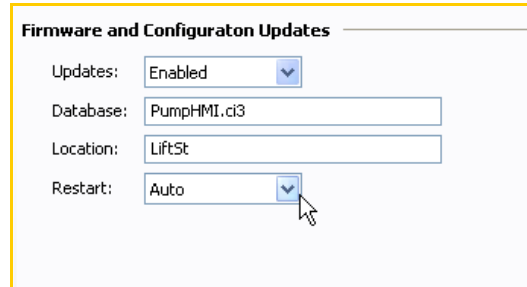 Firmware and Configuraton Updates
Updates: Enabled
Database: PumpHMI.ci3
Location: LiftSt
Restart: Auto